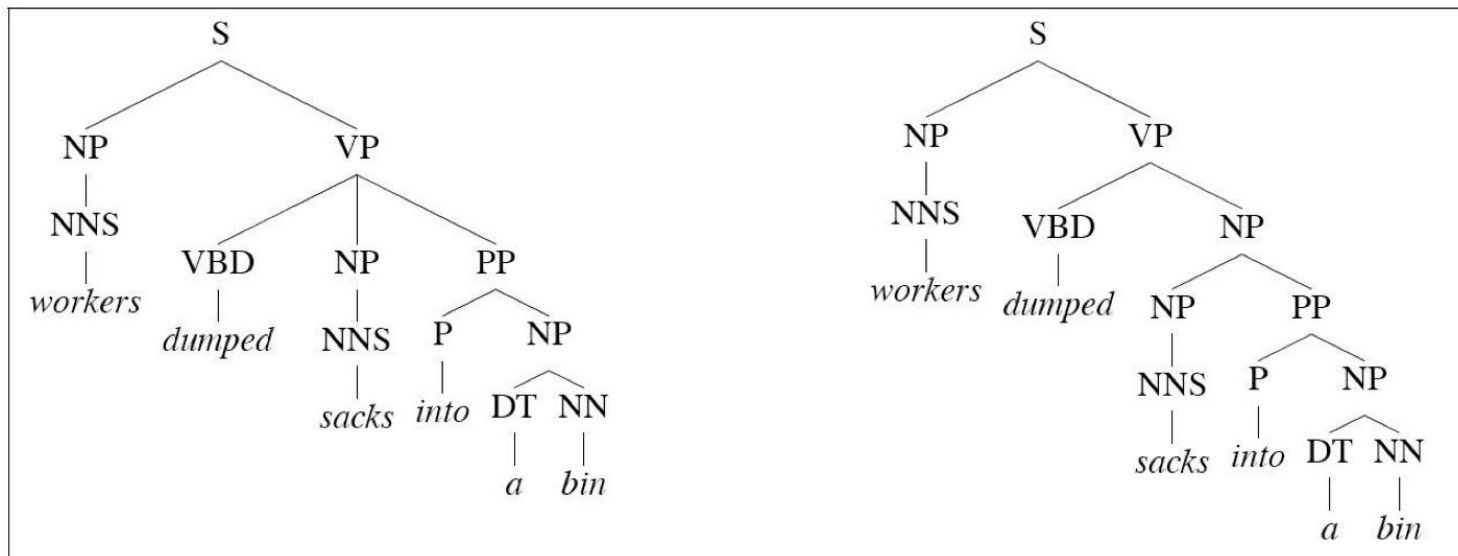 S S
NP VP NP VP
NNS NNS VBD NP
VBD NP PP
workers workers dumped
dumped NNS P NP NP PP
sacks into DT NN NNS P NP
a bin sacks into DT NN
a bin